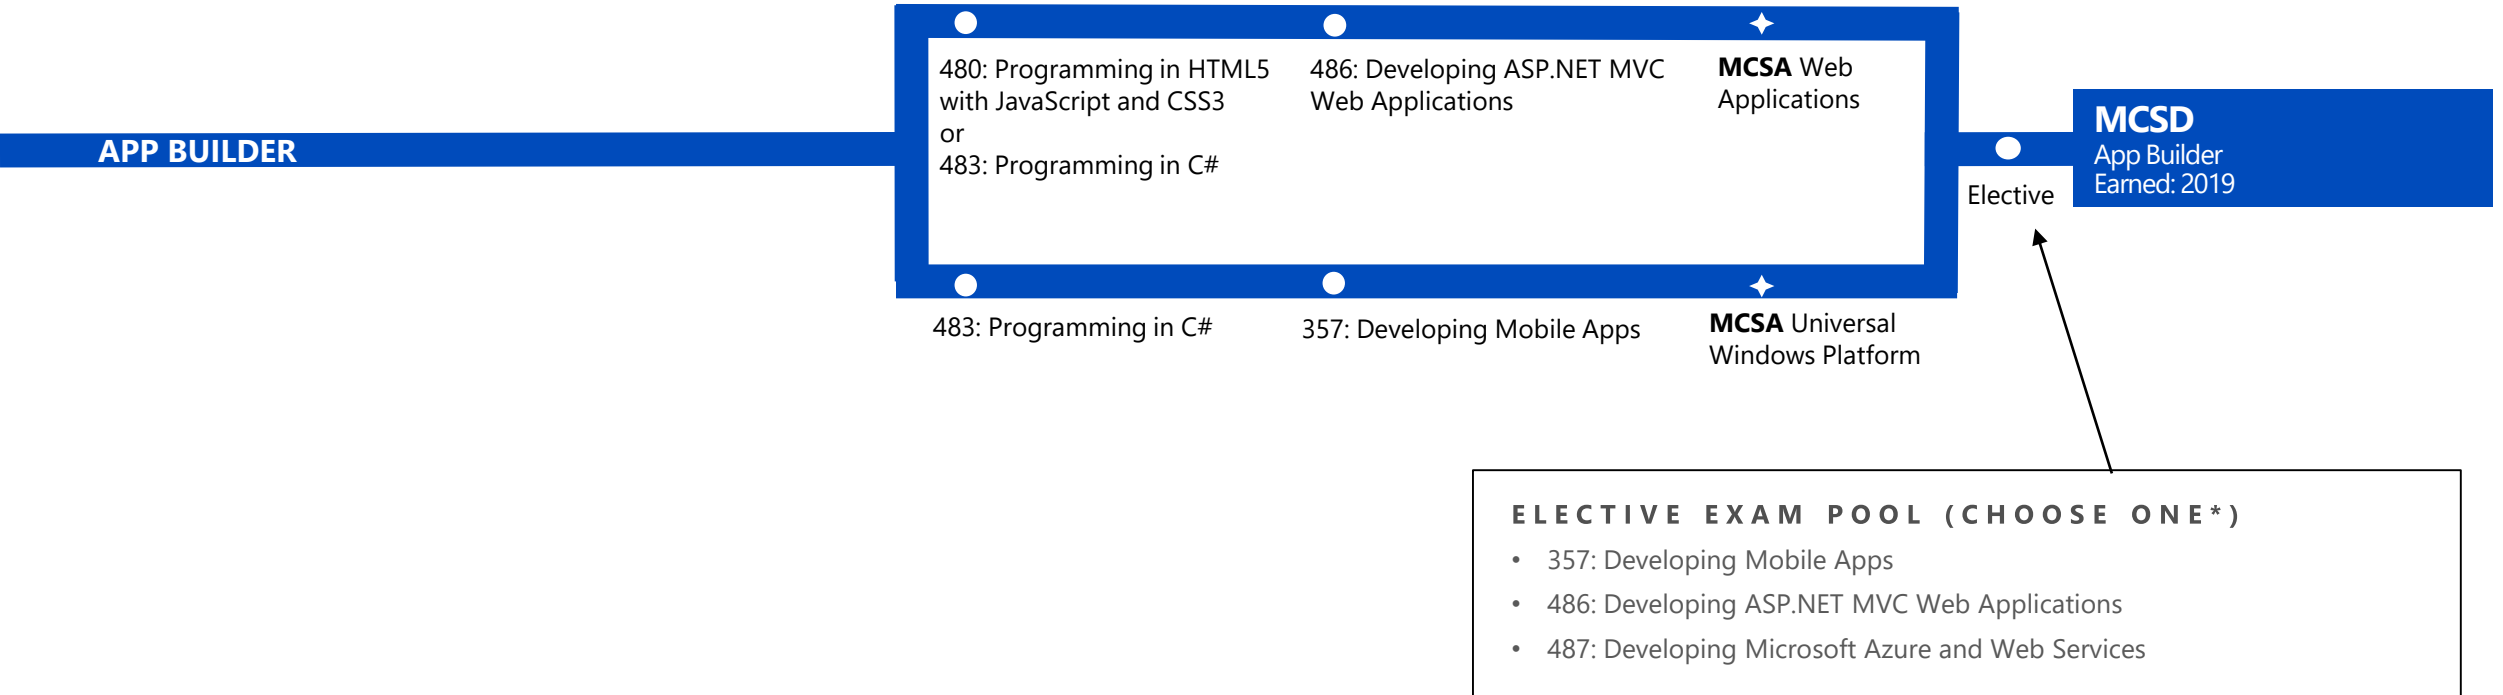 APP BUILDER
480: Programming in HTML5
with JavaScript and CSS3
or
483: Programming in C#
486: Developing ASP.NET MVC
Web Applications
MCSA Web
Applications
MCSD
App Builder
Earned: 2019
Elective
483: Programming in C#
357: Developing Mobile Apps
MCSA Universal
Windows Platform
ELECTIVE EXAM POOL (CHOOSE ONE*)
• 357: Developing Mobile Apps
• 486: Developing ASP.NET MVC Web Applications
• 487: Developing Microsoft Azure and Web Services